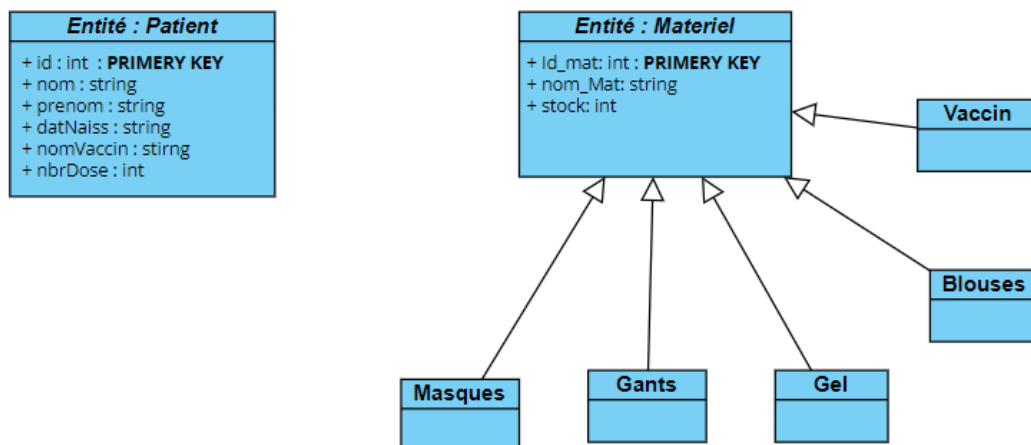 Entité : Patient
+ id : int : PRIMERY KEY
+ nom : string
+ prenom : string
+ datNaiss : string
+ nomVaccin : stirng
+ nbrDose : int
Entité : Materiel
+ Id_mat: int : PRIMERY KEY
+ nom_Mat: string
+ stock: int
Vaccin
Blouses
Masques
Gants
Gel